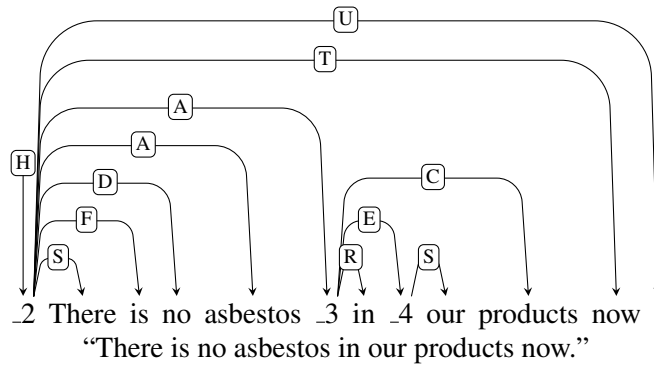 U
T
A
A
H
D
C
F
E
S
R
S
_2 There is no asbestos _3 in _4 our products now
“There is no asbestos in our products now.”